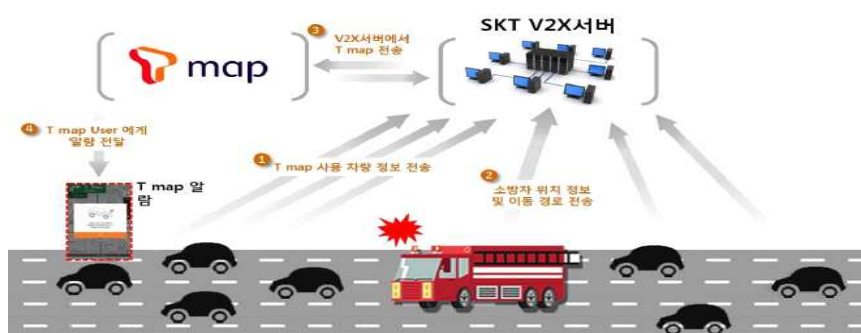 SKT V2X서버
T map
3 V2X서버에서
T map 전송
4 T map User 에게
알람 전달
1 T map 사용 차량 정보 전송
2 소방차 위치 정보
및 이동 경로 전송
T map 알
람